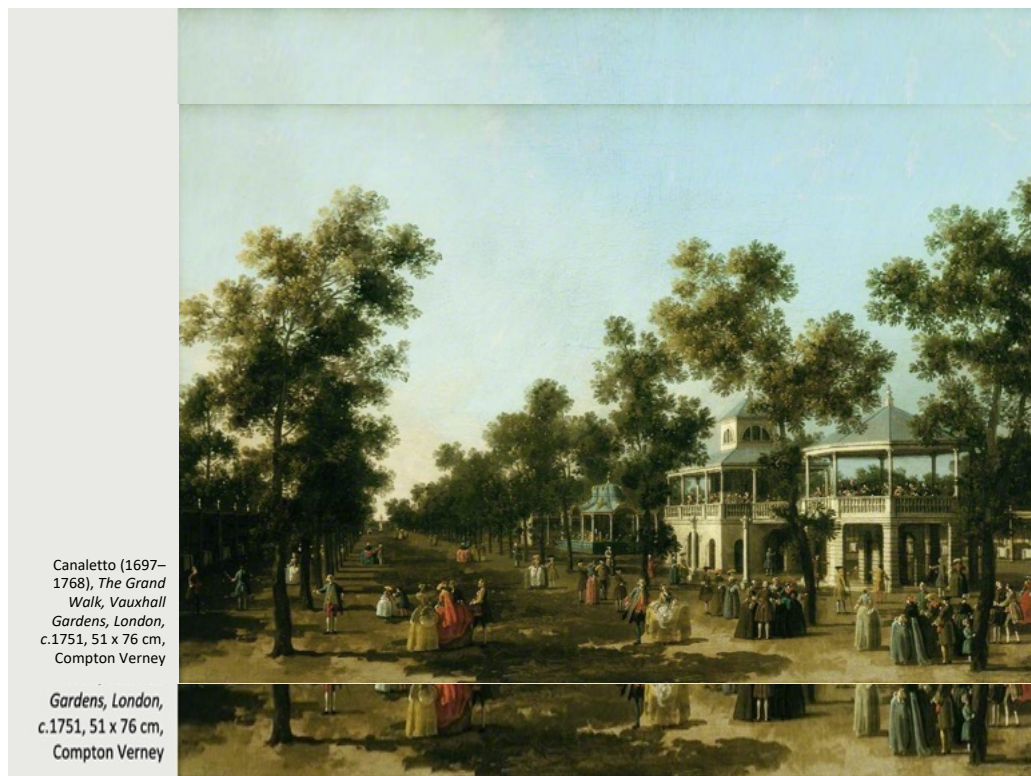 Canaletto (1697–
1768), The Grand
Walk, Vauxhall
Gardens, London,
c.1751, 51 x 76 cm,
Compton Verney
Gardens, London,
c.1751, 51 x 76 cm,
Compton Verney